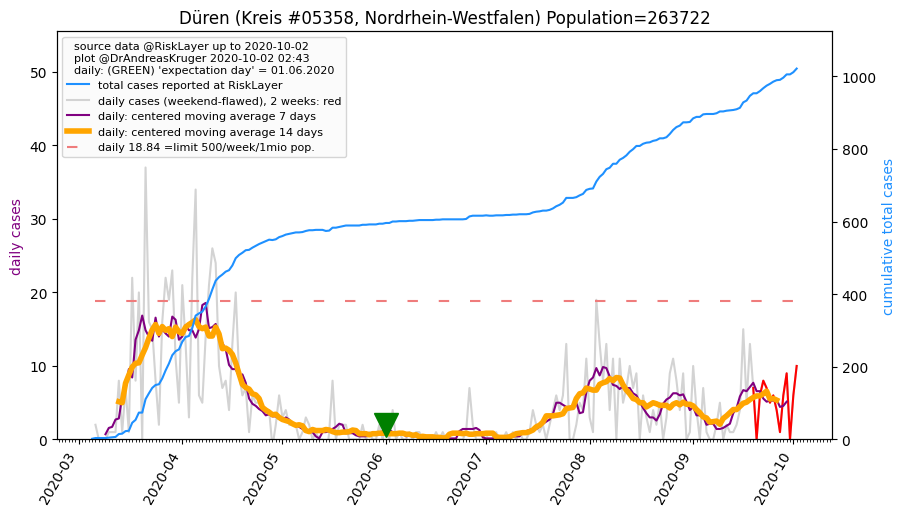 Düren (Kreis #05358, Nordrhein-Westfalen) Population=263722
source data @RiskLayer up to 2020-10-02
plot @DrAndreasKruger 2020-10-02 02:43
daily: (GREEN) 'expectation day' = 01.06.2020
total cases reported at RiskLayer
daily cases (weekend-flawed), 2 weeks: red
daily: centered moving average 7 days
daily: centered moving average 14 days
daily 18.84 =limit 500/week/1mio pop.
daily cases
50
40
30
20
10
0
cumulative total cases
1000
800
600
400
200
0
2020-03
2020-04
2020-05
2020-06
2020-07
2020-08
2020-09
2020-10